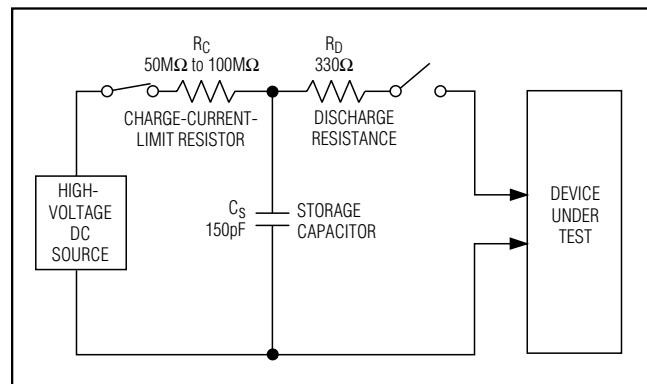 R_C
50MΩ to 100MΩ
CHARGE-CURRENT-
LIMIT RESISTOR
R_D
330Ω
DISCHARGE
RESISTANCE
HIGH-
VOLTAGE
DC
SOURCE
C_S
150pF
STORAGE
CAPACITOR
DEVICE
UNDER
TEST